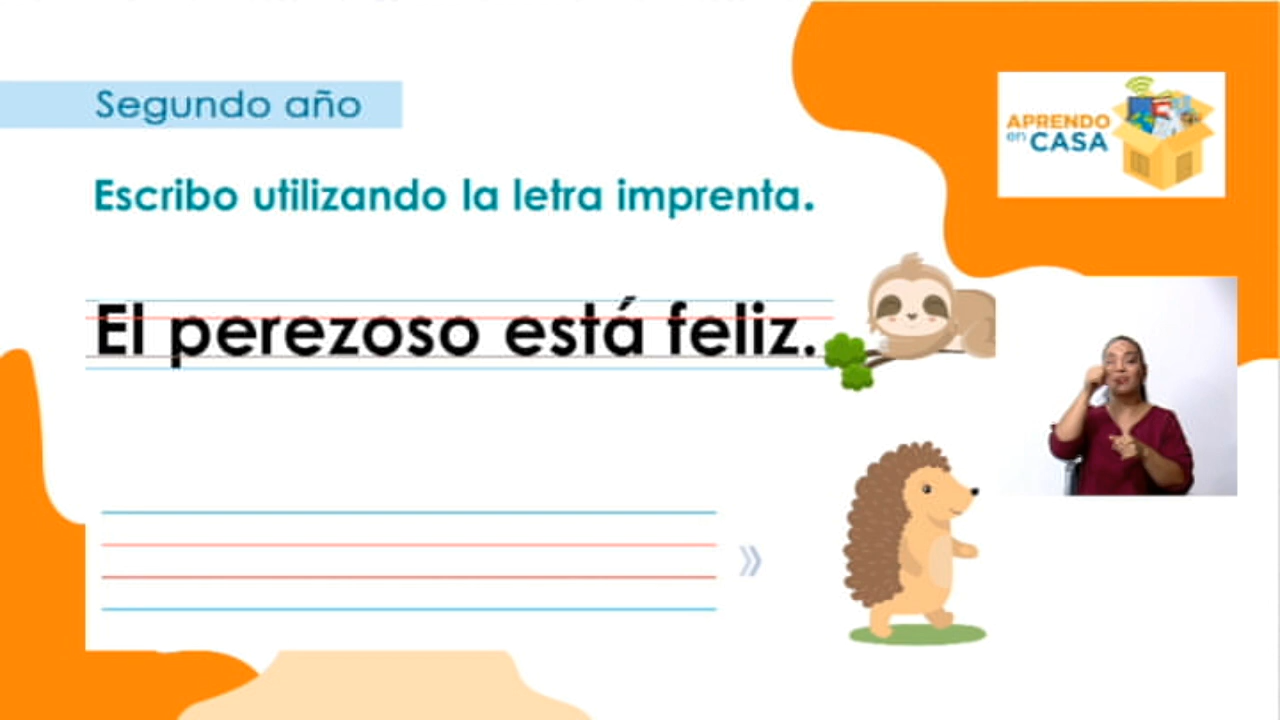 Segundo año
APRENDO
en CASA
Escribo utilizando la letra imprenta.
El perezoso está feliz.